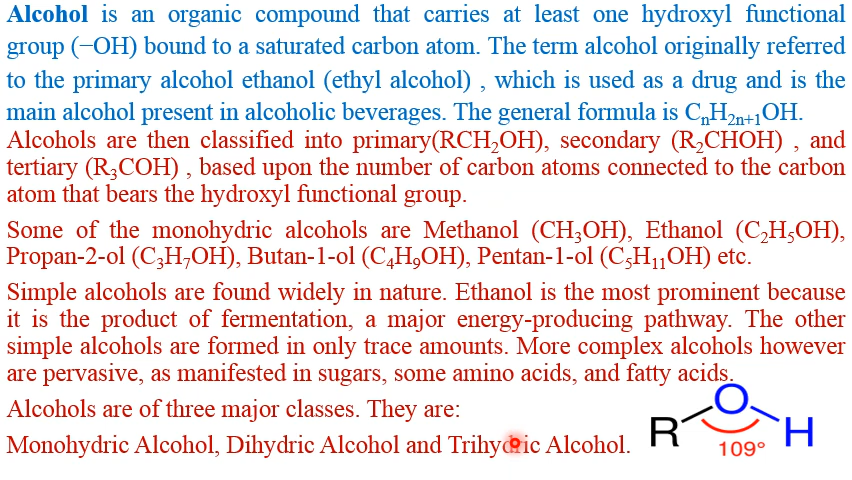 Alcohol is an organic compound that carries at least one hydroxyl functional
group (−OH) bound to a saturated carbon atom. The term alcohol originally referred
to the primary alcohol ethanol (ethyl alcohol) , which is used as a drug and is the
main alcohol present in alcoholic beverages. The general formula is CₙH₂ₙ₊₁OH.
Alcohols are then classified into primary(RCH₂OH), secondary (R₂CHOH) , and
tertiary (R₃COH) , based upon the number of carbon atoms connected to the carbon
atom that bears the hydroxyl functional group.
Some of the monohydric alcohols are Methanol (CH₃OH), Ethanol (C₂H₅OH),
Propan-2-ol (C₃H₇OH), Butan-1-ol (C₄H₉OH), Pentan-1-ol (C₅H₁₁OH) etc.
Simple alcohols are found widely in nature. Ethanol is the most prominent because
it is the product of fermentation, a major energy-producing pathway. The other
simple alcohols are formed in only trace amounts. More complex alcohols however
are pervasive, as manifested in sugars, some amino acids, and fatty acids.
Alcohols are of three major classes. They are:
Monohydric Alcohol, Dihydric Alcohol and Trihydric Alcohol.
R O H
109°